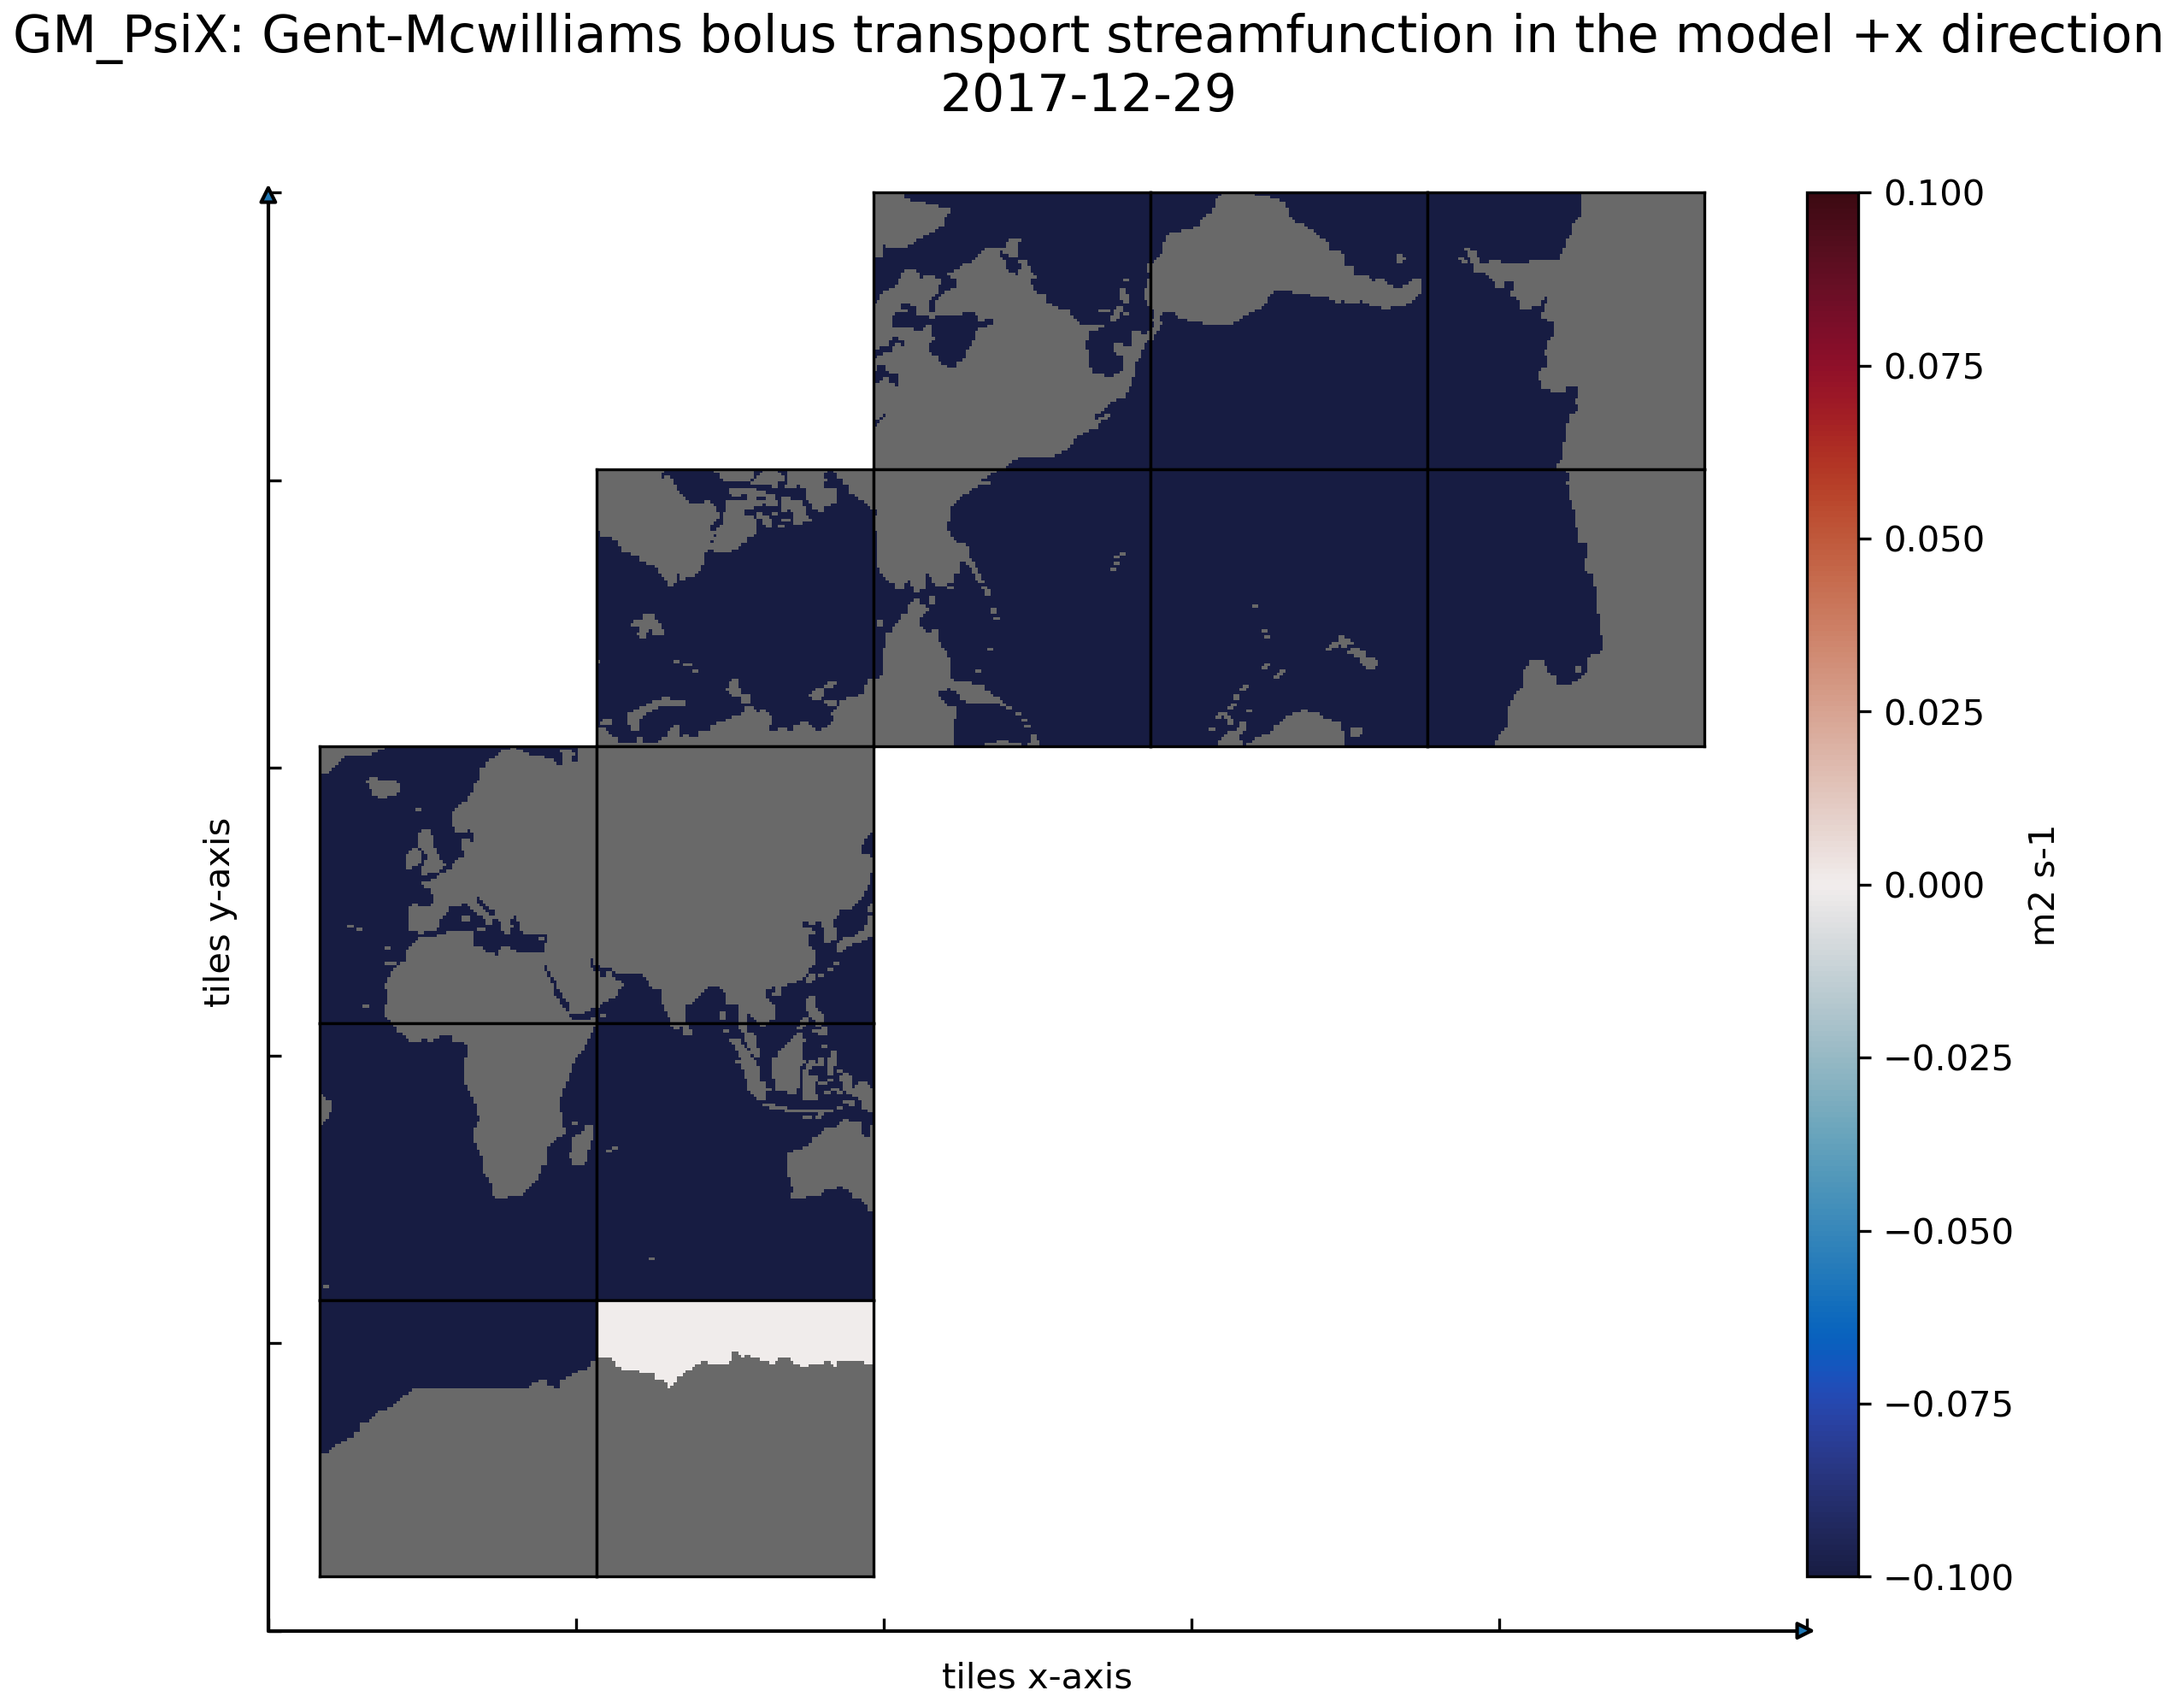 GM_PsiX: Gent-Mcwilliams bolus transport streamfunction in the model +x direction
2017-12-29
0.100
0.075
0.050
0.025
0.000
−0.025
−0.050
−0.075
−0.100
m2 s-1
tiles y-axis
tiles x-axis